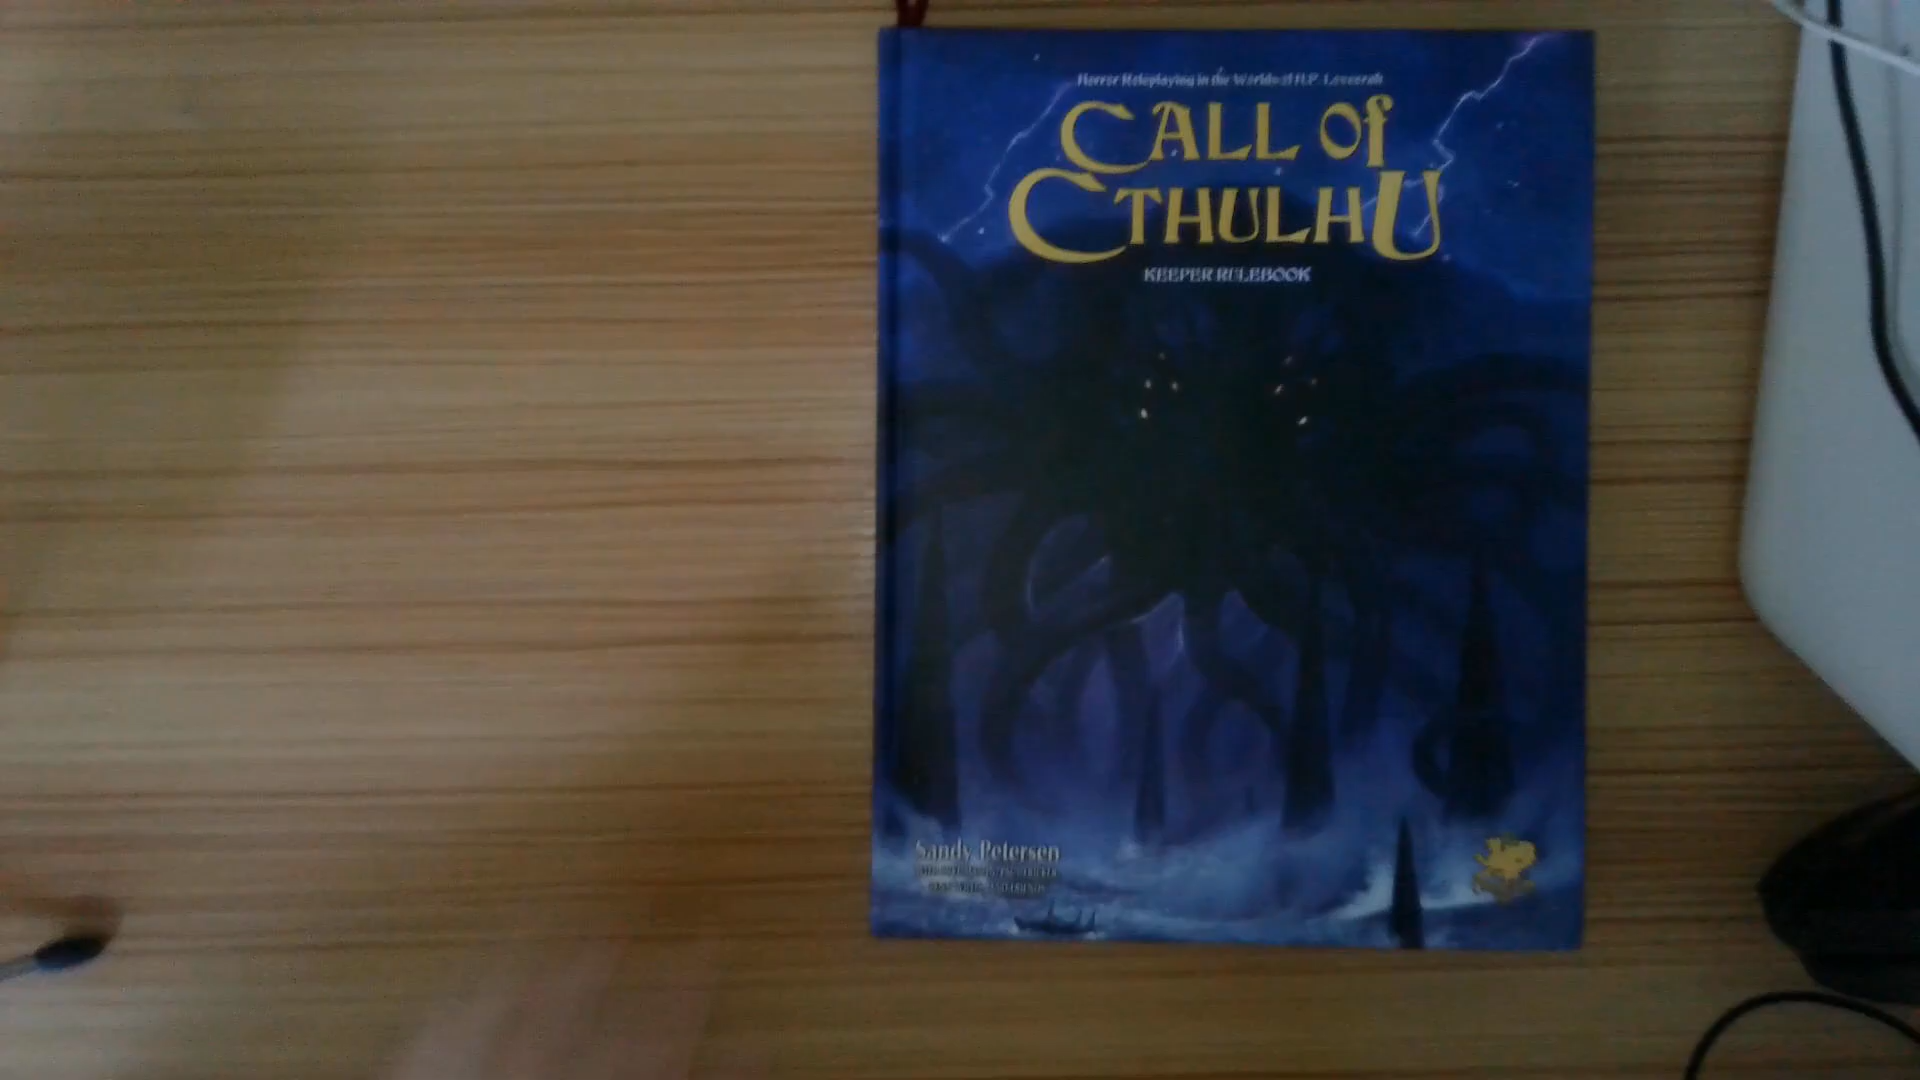 Horror Roleplaying in the Worlds of H.P. Lovecraft
CALL Of
CTHULHU
KEEPER RULEBOOK
Sandy Petersen